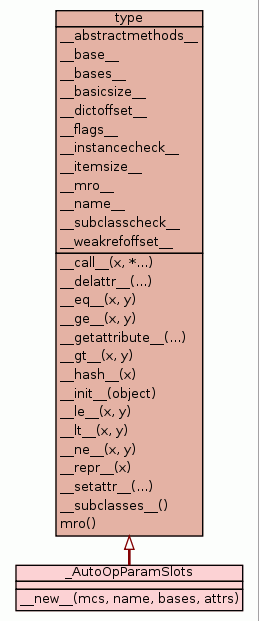 type
__abstractmethods__
__base__
__bases__
__basicsize__
__dictoffset__
__flags__
__instancecheck__
__itemsize__
__mro__
__name__
__subclasscheck__
__weakrefoffset__
__call__(x, *...)
__delattr__(...)
__eq__(x, y)
__ge__(x, y)
__getattribute__(...)
__gt__(x, y)
__hash__(x)
__init__(object)
__le__(x, y)
__lt__(x, y)
__ne__(x, y)
__repr__(x)
__setattr__(...)
__subclasses__()
mro()
_AutoOpParamSlots
__new__(mcs, name, bases, attrs)